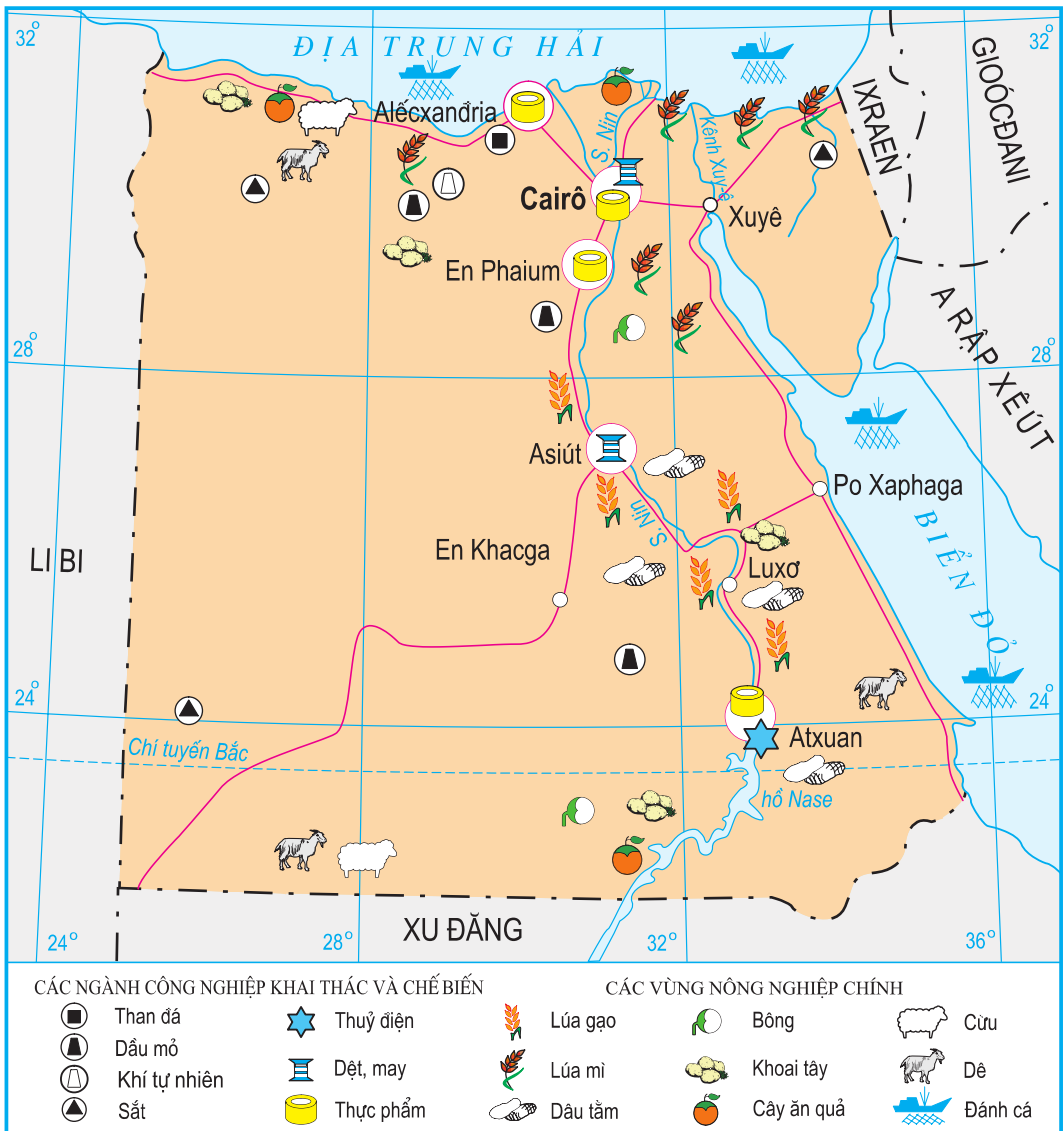 32°
32°
ĐỊA TRUNG HẢI
GIOÓCĐANI
IXRAEN
Alêcxanđria
S. Nin
Kênh Xuy-ê
Cairô
Xuyê
En Phaium
A RẬP XÊÚT
28°
28°
Asiút
Po Xaphaga
S. Nin
BIỂN ĐỎ
En Khacga
LI BI
Luxơ
24°
24°
Atxuan
Chí tuyến Bắc
hồ Nase
XU ĐĂNG
24°
28°
32°
36°
CÁC NGÀNH CÔNG NGHIỆP KHAI THÁC VÀ CHẾ BIẾN
Than đá
Dầu mỏ
Khí tự nhiên
Sắt
Thuỷ điện
Dệt, may
Thực phẩm
CÁC VÙNG NÔNG NGHIỆP CHÍNH
Lúa gạo
Lúa mì
Dâu tằm
Bông
Khoai tây
Cây ăn quả
Cừu
Dê
Đánh cá